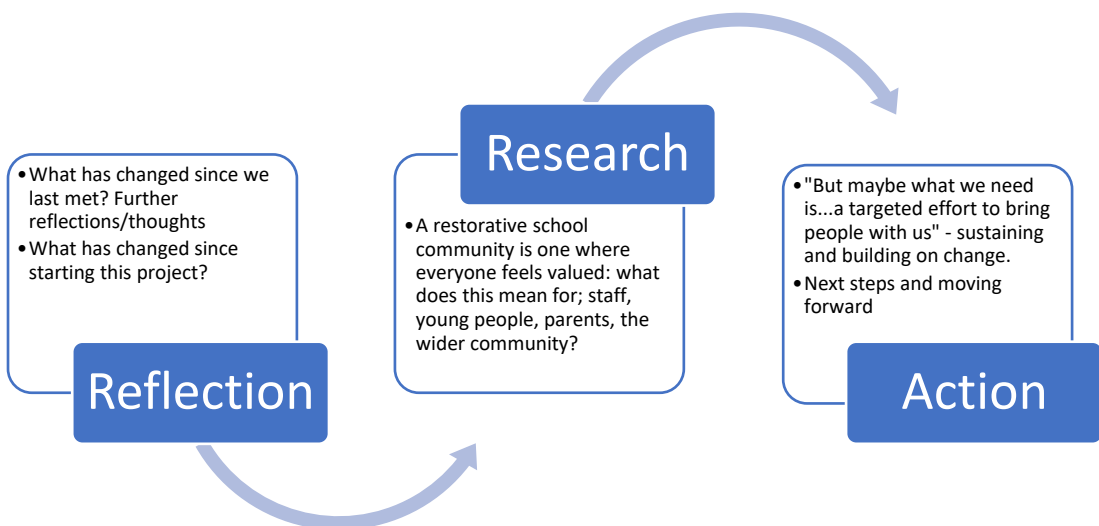 •What has changed since we
last met? Further
reflections/thoughts
•What has changed since
starting this project?
Reflection
Research
•A restorative school
community is one where
everyone feels valued: what
does this mean for; staff,
young people, parents, the
wider community?
•"But maybe what we need
is...a targeted effort to bring
people with us" - sustaining
and building on change.
•Next steps and moving
forward
Action